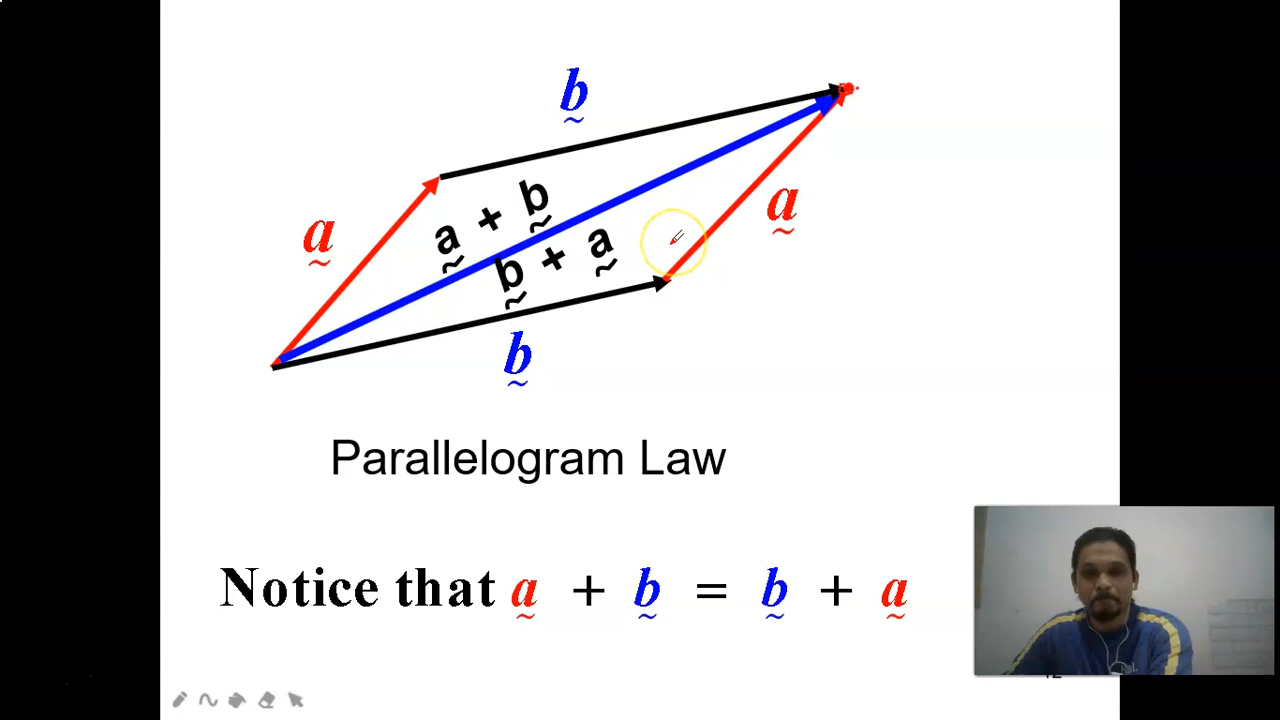 b
a
a + b
a
b + a
b
Parallelogram Law
Notice that a + b = b + a